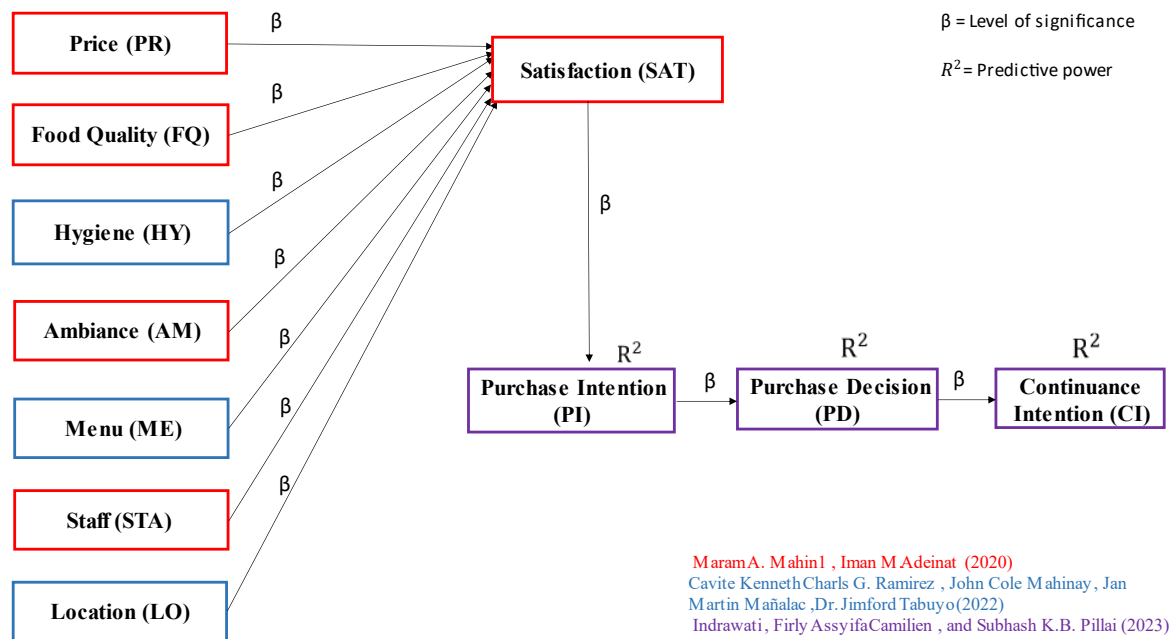 Price (PR)
β
Satisfaction (SAT)
β = Level of significance
R² = Predictive power
Food Quality (FQ)
β
Hygiene (HY)
β
Ambiance (AM)
β
Menu (ME)
β
Staff (STA)
β
Location (LO)
β
β
R²
Purchase Intention
(PI)
β
R²
Purchase Decision
(PD)
β
R²
Continuance
Intention (CI)
Maram A. Mahin1 , Iman M Adeinat (2020)
Cavite Kenneth Charls G. Ramirez , John Cole Mahinay , Jan
Martin Mañalac ,Dr. Jimford Tabuyo(2022)
Indrawati , Firly Assyifa Camilien , and Subhash K.B. Pillai (2023)